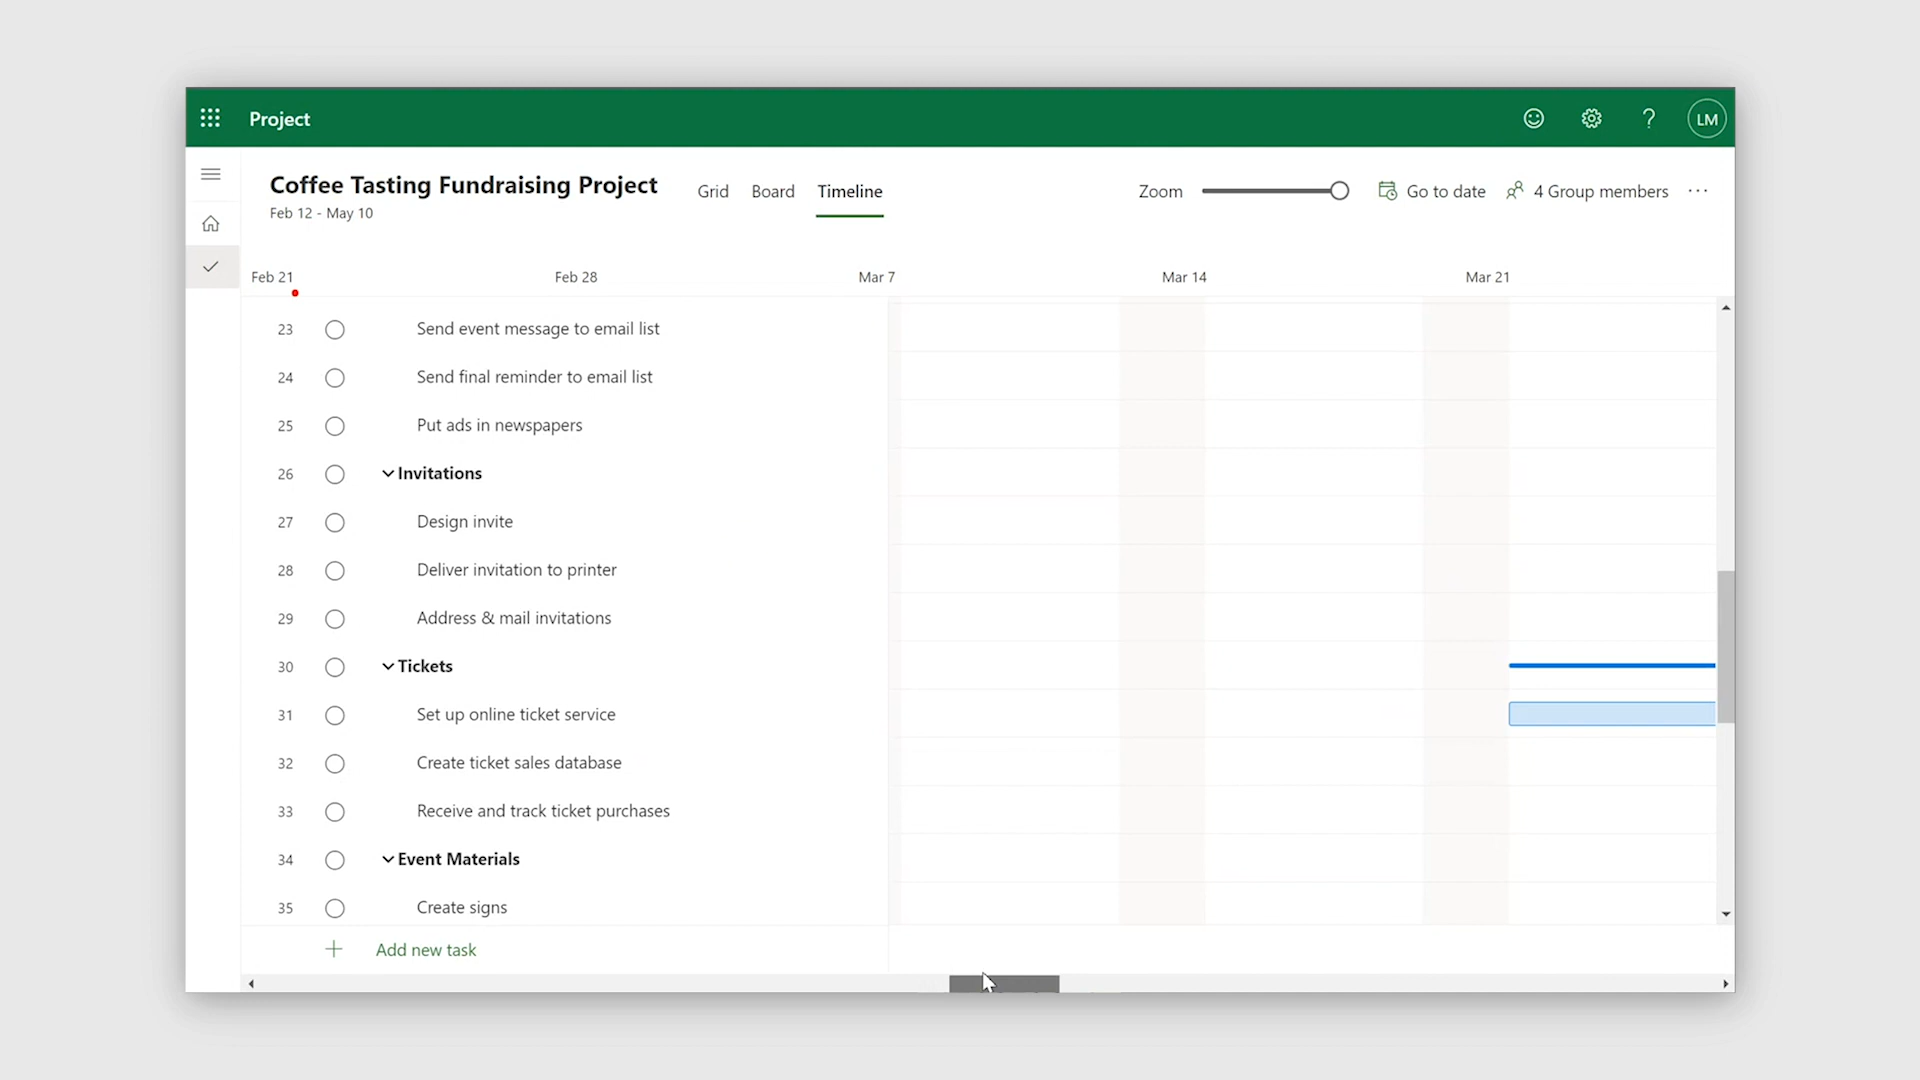 Project
LM
Coffee Tasting Fundraising Project
Feb 12 - May 10
Grid
Board
Timeline
Zoom
Go to date
4 Group members
Feb 21
Feb 28
Mar 7
Mar 14
Mar 21
23 Send event message to email list
24 Send final reminder to email list
25 Put ads in newspapers
26 Invitations
27 Design invite
28 Deliver invitation to printer
29 Address & mail invitations
30 Tickets
31 Set up online ticket service
32 Create ticket sales database
33 Receive and track ticket purchases
34 Event Materials
35 Create signs
Add new task